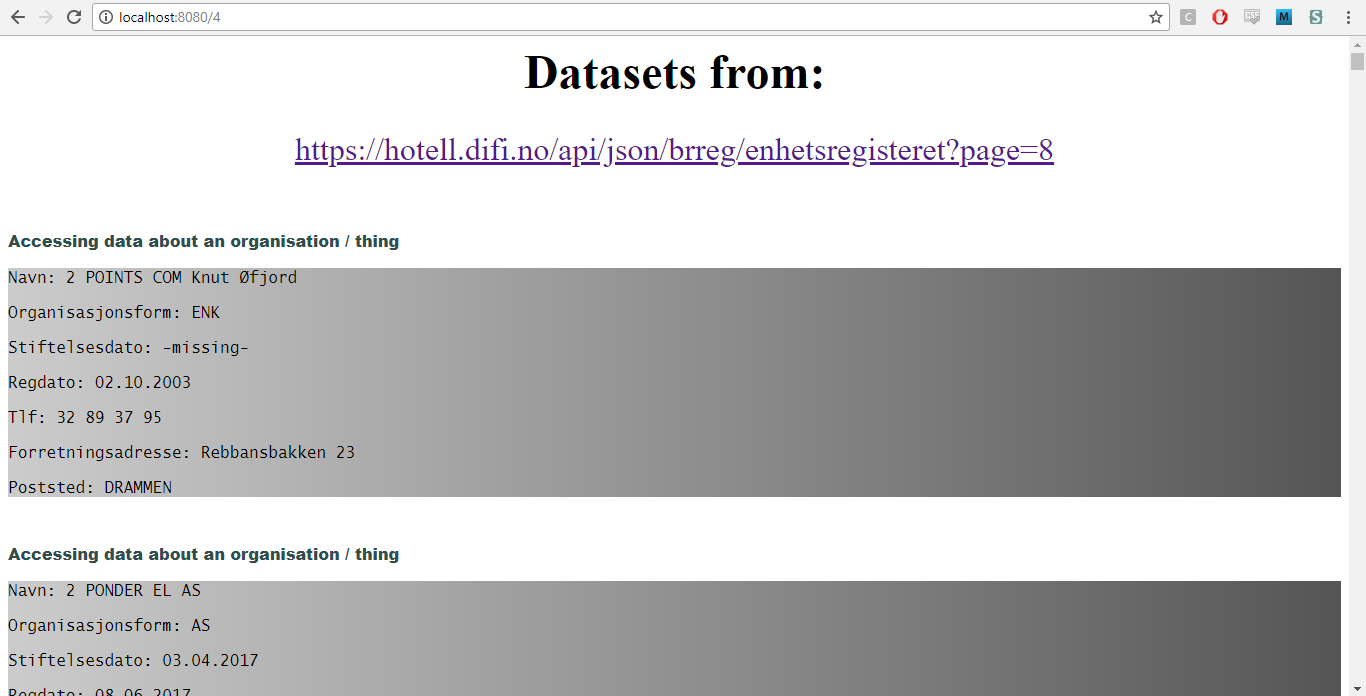 localhost:8080/4
C
CSS
M
S
Datasets from:
https://hotell.difi.no/api/json/brreg/enhetsregisteret?page=8
Accessing data about an organisation / thing
Navn: 2 POINTS COM Knut Øfjord
Organisasjonsform: ENK
Stiftelsesdato: -missing-
Regdato: 02.10.2003
Tlf: 32 89 37 95
Forretningsadresse: Rebbansbakken 23
Poststed: DRAMMEN
Accessing data about an organisation / thing
Navn: 2 PONDER EL AS
Organisasjonsform: AS
Stiftelsesdato: 03.04.2017
Regdato: 08.06.2017